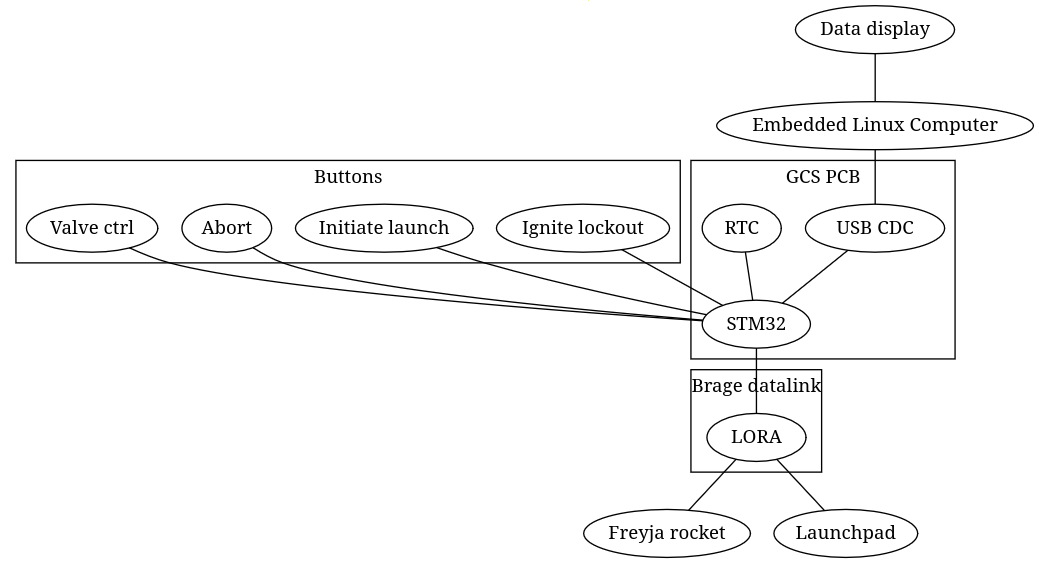 Data display
Embedded Linux Computer
Buttons
GCS PCB
Valve ctrl
Abort
Initiate launch
Ignite lockout
RTC
USB CDC
STM32
Brage datalink
LORA
Freyja rocket
Launchpad